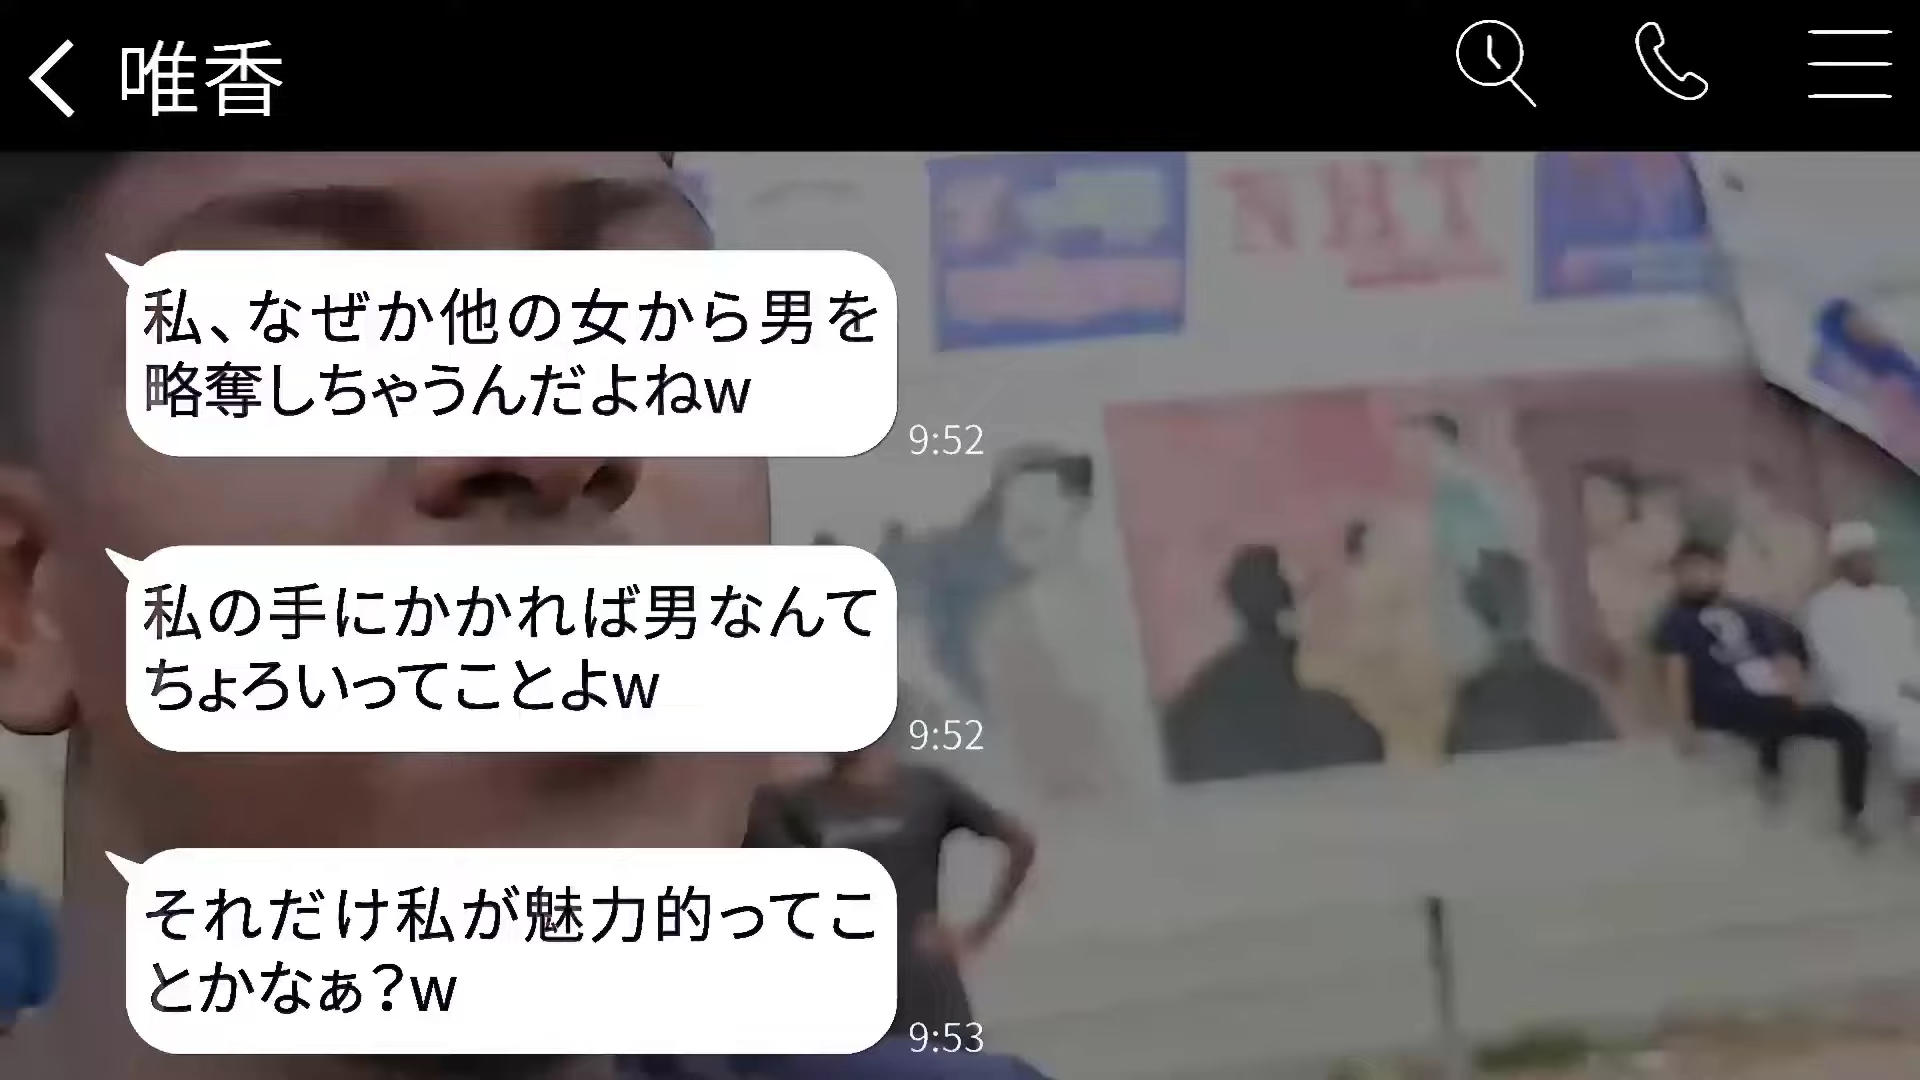 唯香
私、なぜか他の女から男を
略奪しちゃうんだよねw
9:52
私の手にかかれば男なんて
ちょろいってことよw
9:52
それだけ私が魅力的ってこ
とかなぁ？w
9:53